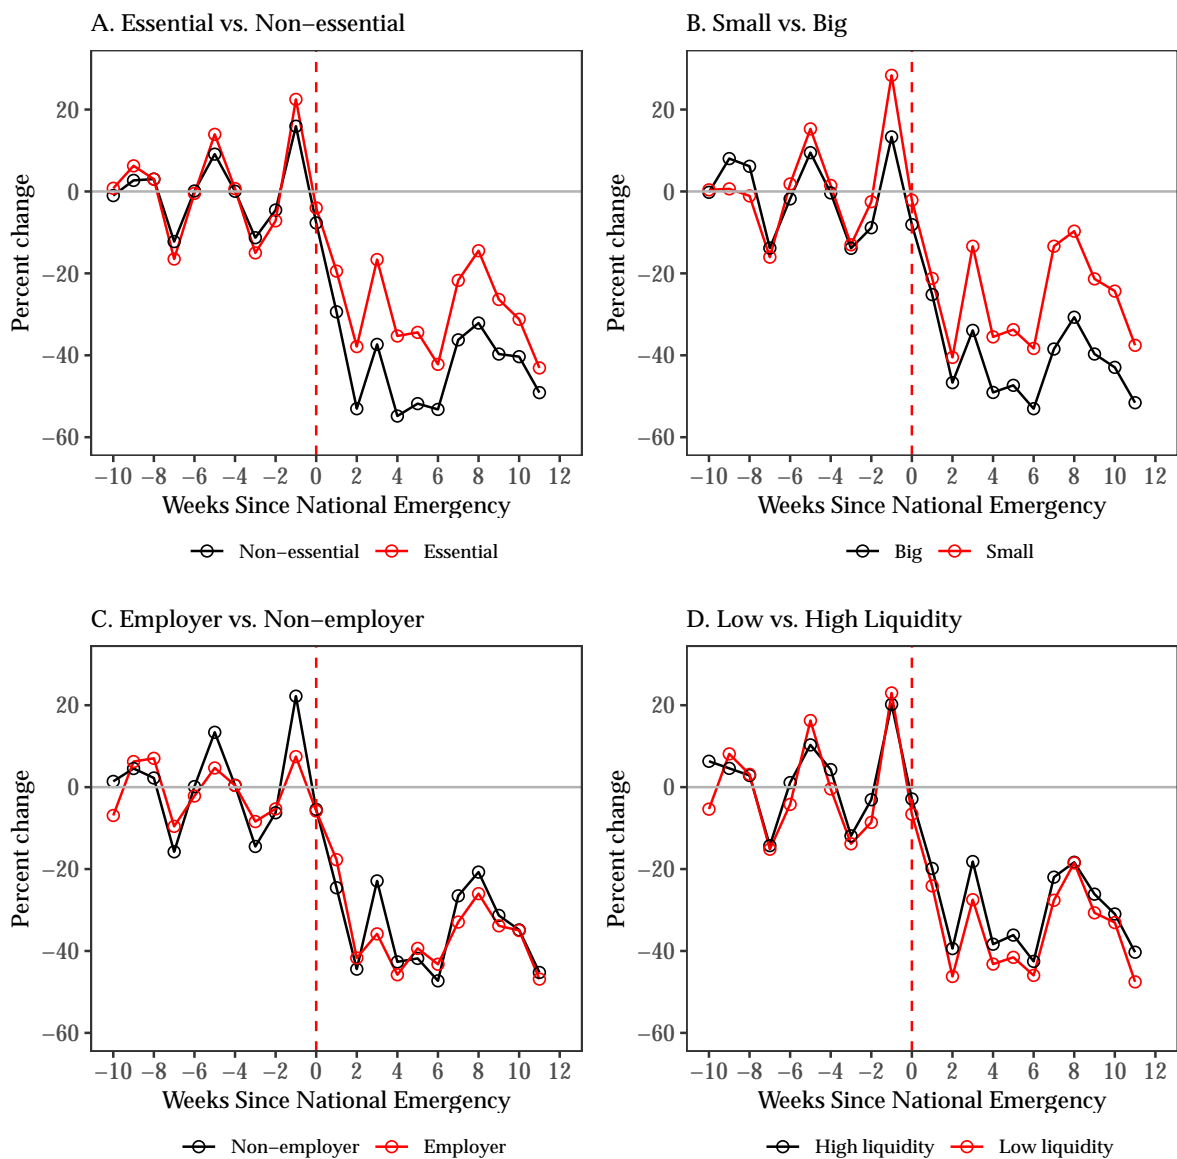 A. Essential vs. Non−essential
Percent change
20
0
−20
−40
−60
−10 −8 −6 −4 −2 0 2 4 6 8 10 12
Weeks Since National Emergency
Non−essential Essential
B. Small vs. Big
Percent change
20
0
−20
−40
−60
−10 −8 −6 −4 −2 0 2 4 6 8 10 12
Weeks Since National Emergency
Big Small
C. Employer vs. Non−employer
Percent change
20
0
−20
−40
−60
−10 −8 −6 −4 −2 0 2 4 6 8 10 12
Weeks Since National Emergency
Non−employer Employer
D. Low vs. High Liquidity
Percent change
20
0
−20
−40
−60
−10 −8 −6 −4 −2 0 2 4 6 8 10 12
Weeks Since National Emergency
High liquidity Low liquidity